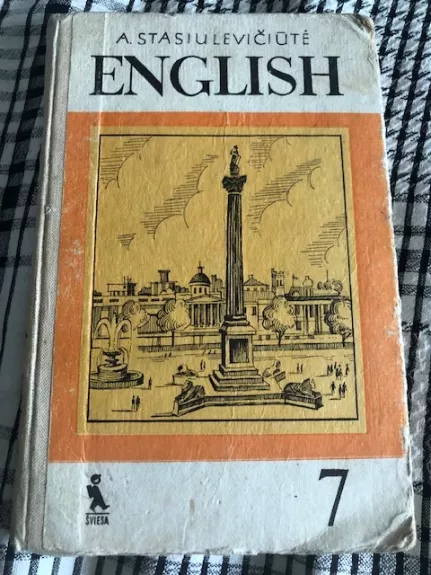 A. STASIULEVIČIŪTĖ
ENGLISH
ŠVIESA
7